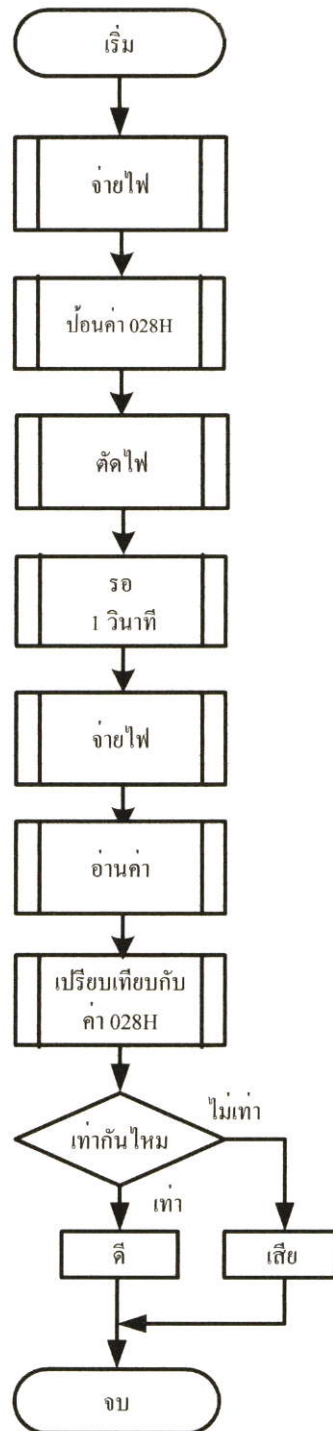 เริ่ม
จ่ายไฟ
ป้อนค่า 028H
ตัดไฟ
รอ
1 วินาที
จ่ายไฟ
อ่านค่า
เปรียบเทียบกับ
ค่า 028H
เท่ากันไหม
ไม่เท่า
เท่า
ดี
เสีย
จบ